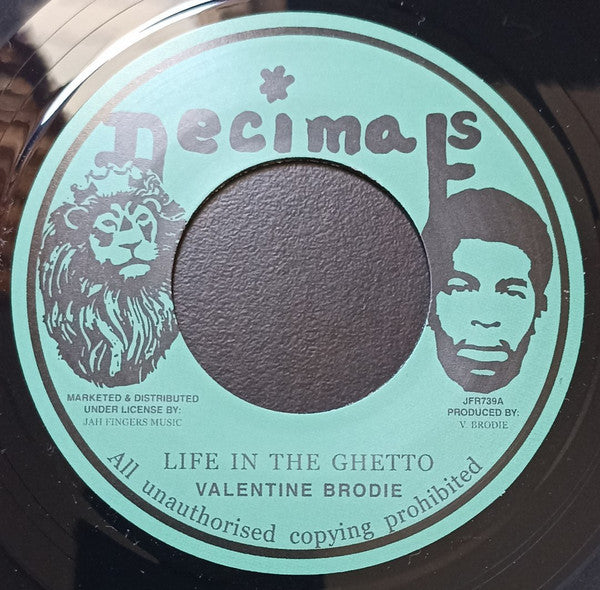 Decimals
MARKETED & DISTRIBUTED
UNDER LICENSE BY:
JAH FINGERS MUSIC
JFR739A
PRODUCED BY:
V. BRODIE
LIFE IN THE GHETTO
VALENTINE BRODIE
All unauthorised copying prohibited